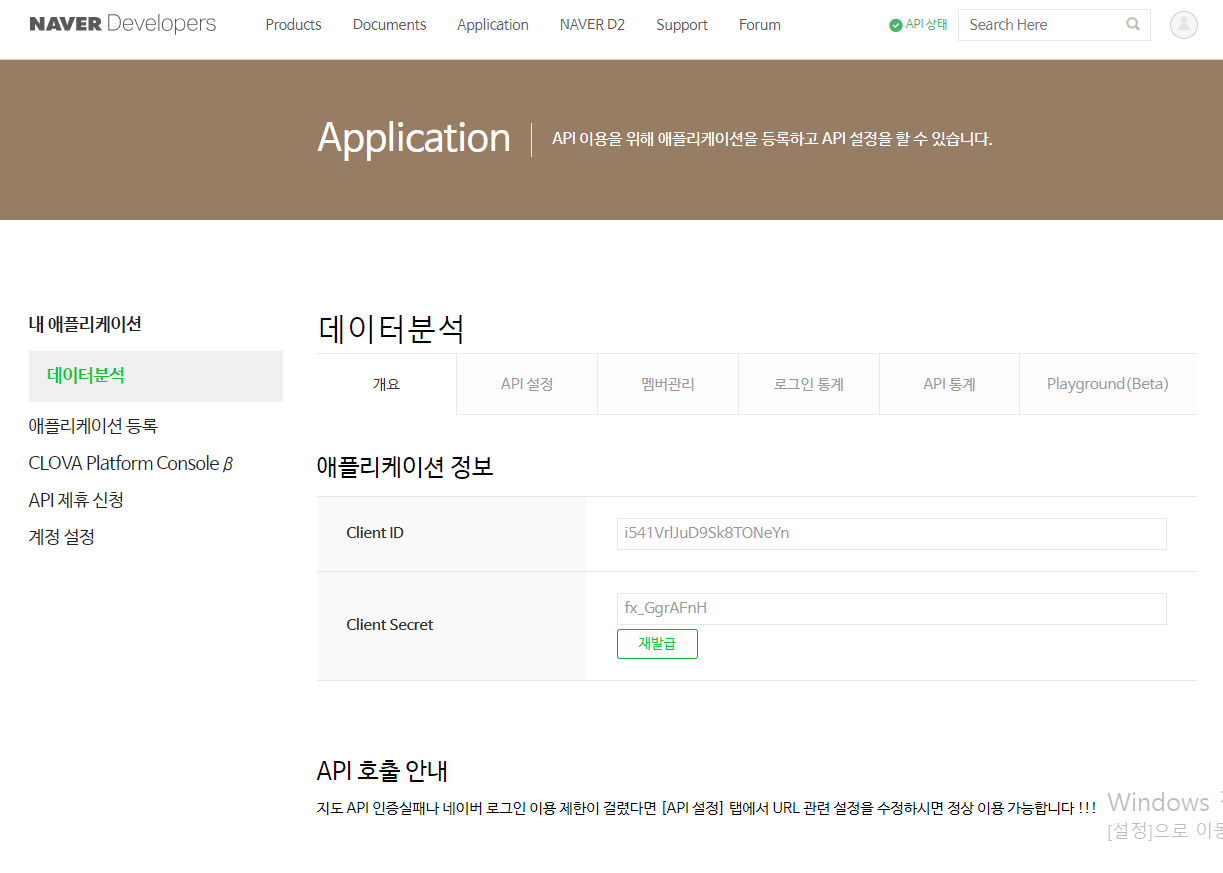 NAVER Developers Products Documents Application NAVER D2 Support Forum API 상태 Search Here
Application API 이용을 위해 애플리케이션을 등록하고 API 설정을 할 수 있습니다.
내 애플리케이션
데이터분석
애플리케이션 등록
CLOVA Platform Console β
API 제휴 신청
계정 설정
데이터분석
개요 API 설정 멤버관리 로그인 통계 API 통계 Playground(Beta)
애플리케이션 정보
Client ID i541VrlJuD9Sk8TONeYn
Client Secret fx_GgrAFnH
재발급
API 호출 안내
지도 API 인증실패나 네이버 로그인 이용 제한이 걸렸다면 [API 설정] 탭에서 URL 관련 설정을 수정하시면 정상 이용 가능합니다 !!!
Windows
[설정]으로